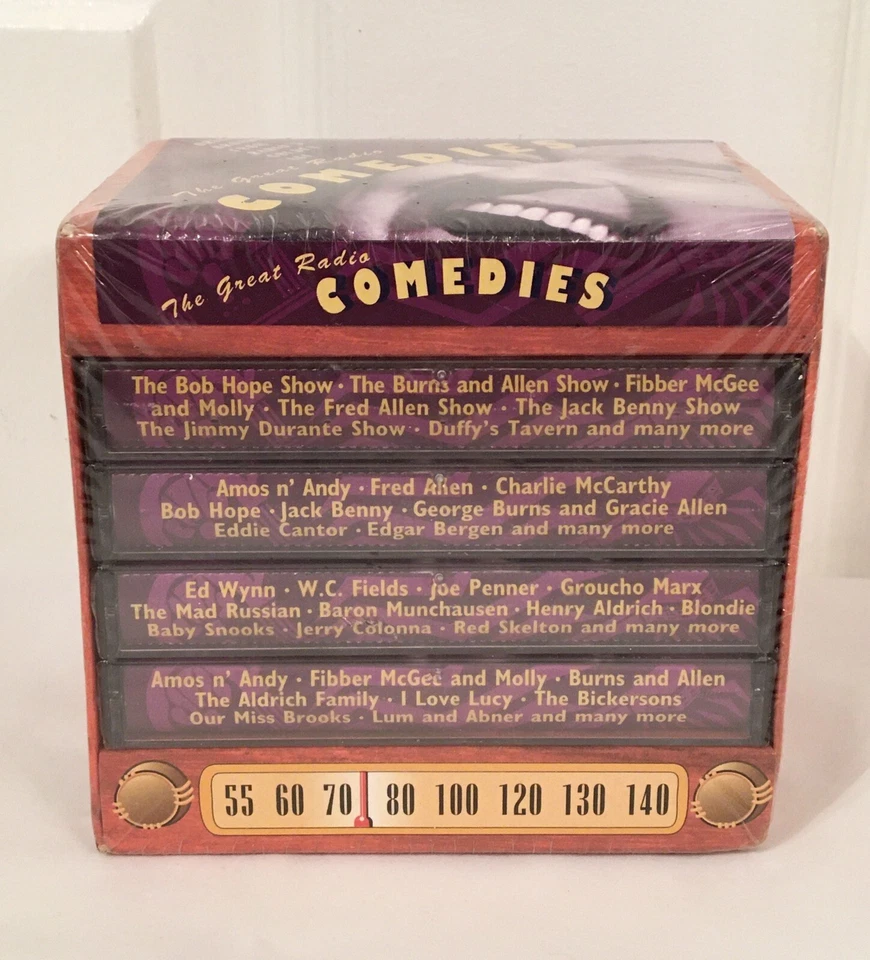 The Great Radio
COMEDIES
The Great Radio
COMEDIES
The Bob Hope Show · The Burns and Allen Show · Fibber McGee
and Molly · The Fred Allen Show · The Jack Benny Show
The Jimmy Durante Show · Duffy's Tavern and many more
Amos n' Andy · Fred Allen · Charlie McCarthy
Bob Hope · Jack Benny · George Burns and Gracie Allen
Eddie Cantor · Edgar Bergen and many more
Ed Wynn · W.C. Fields · Joe Penner · Groucho Marx
The Mad Russian · Baron Munchausen · Henry Aldrich · Blondie
Baby Snooks · Jerry Colonna · Red Skelton and many more
Amos n' Andy · Fibber McGee and Molly · Burns and Allen
The Aldrich Family · I Love Lucy · The Bickersons
Our Miss Brooks · Lum and Abner and many more
55 60 70 80 100 120 130 140